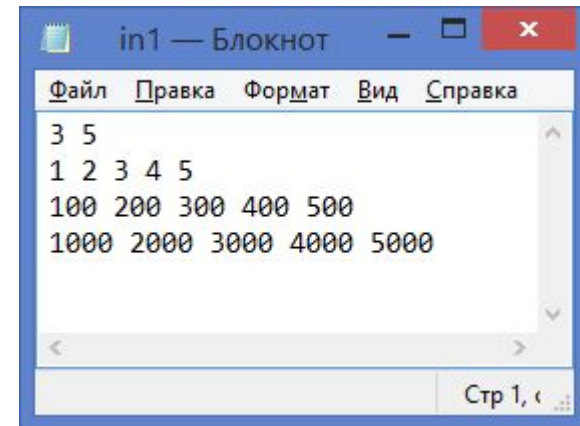 in1 — Блокнот
Файл Правка Формат Вид Справка
3 5
1 2 3 4 5
100 200 300 400 500
1000 2000 3000 4000 5000
Стр 1,